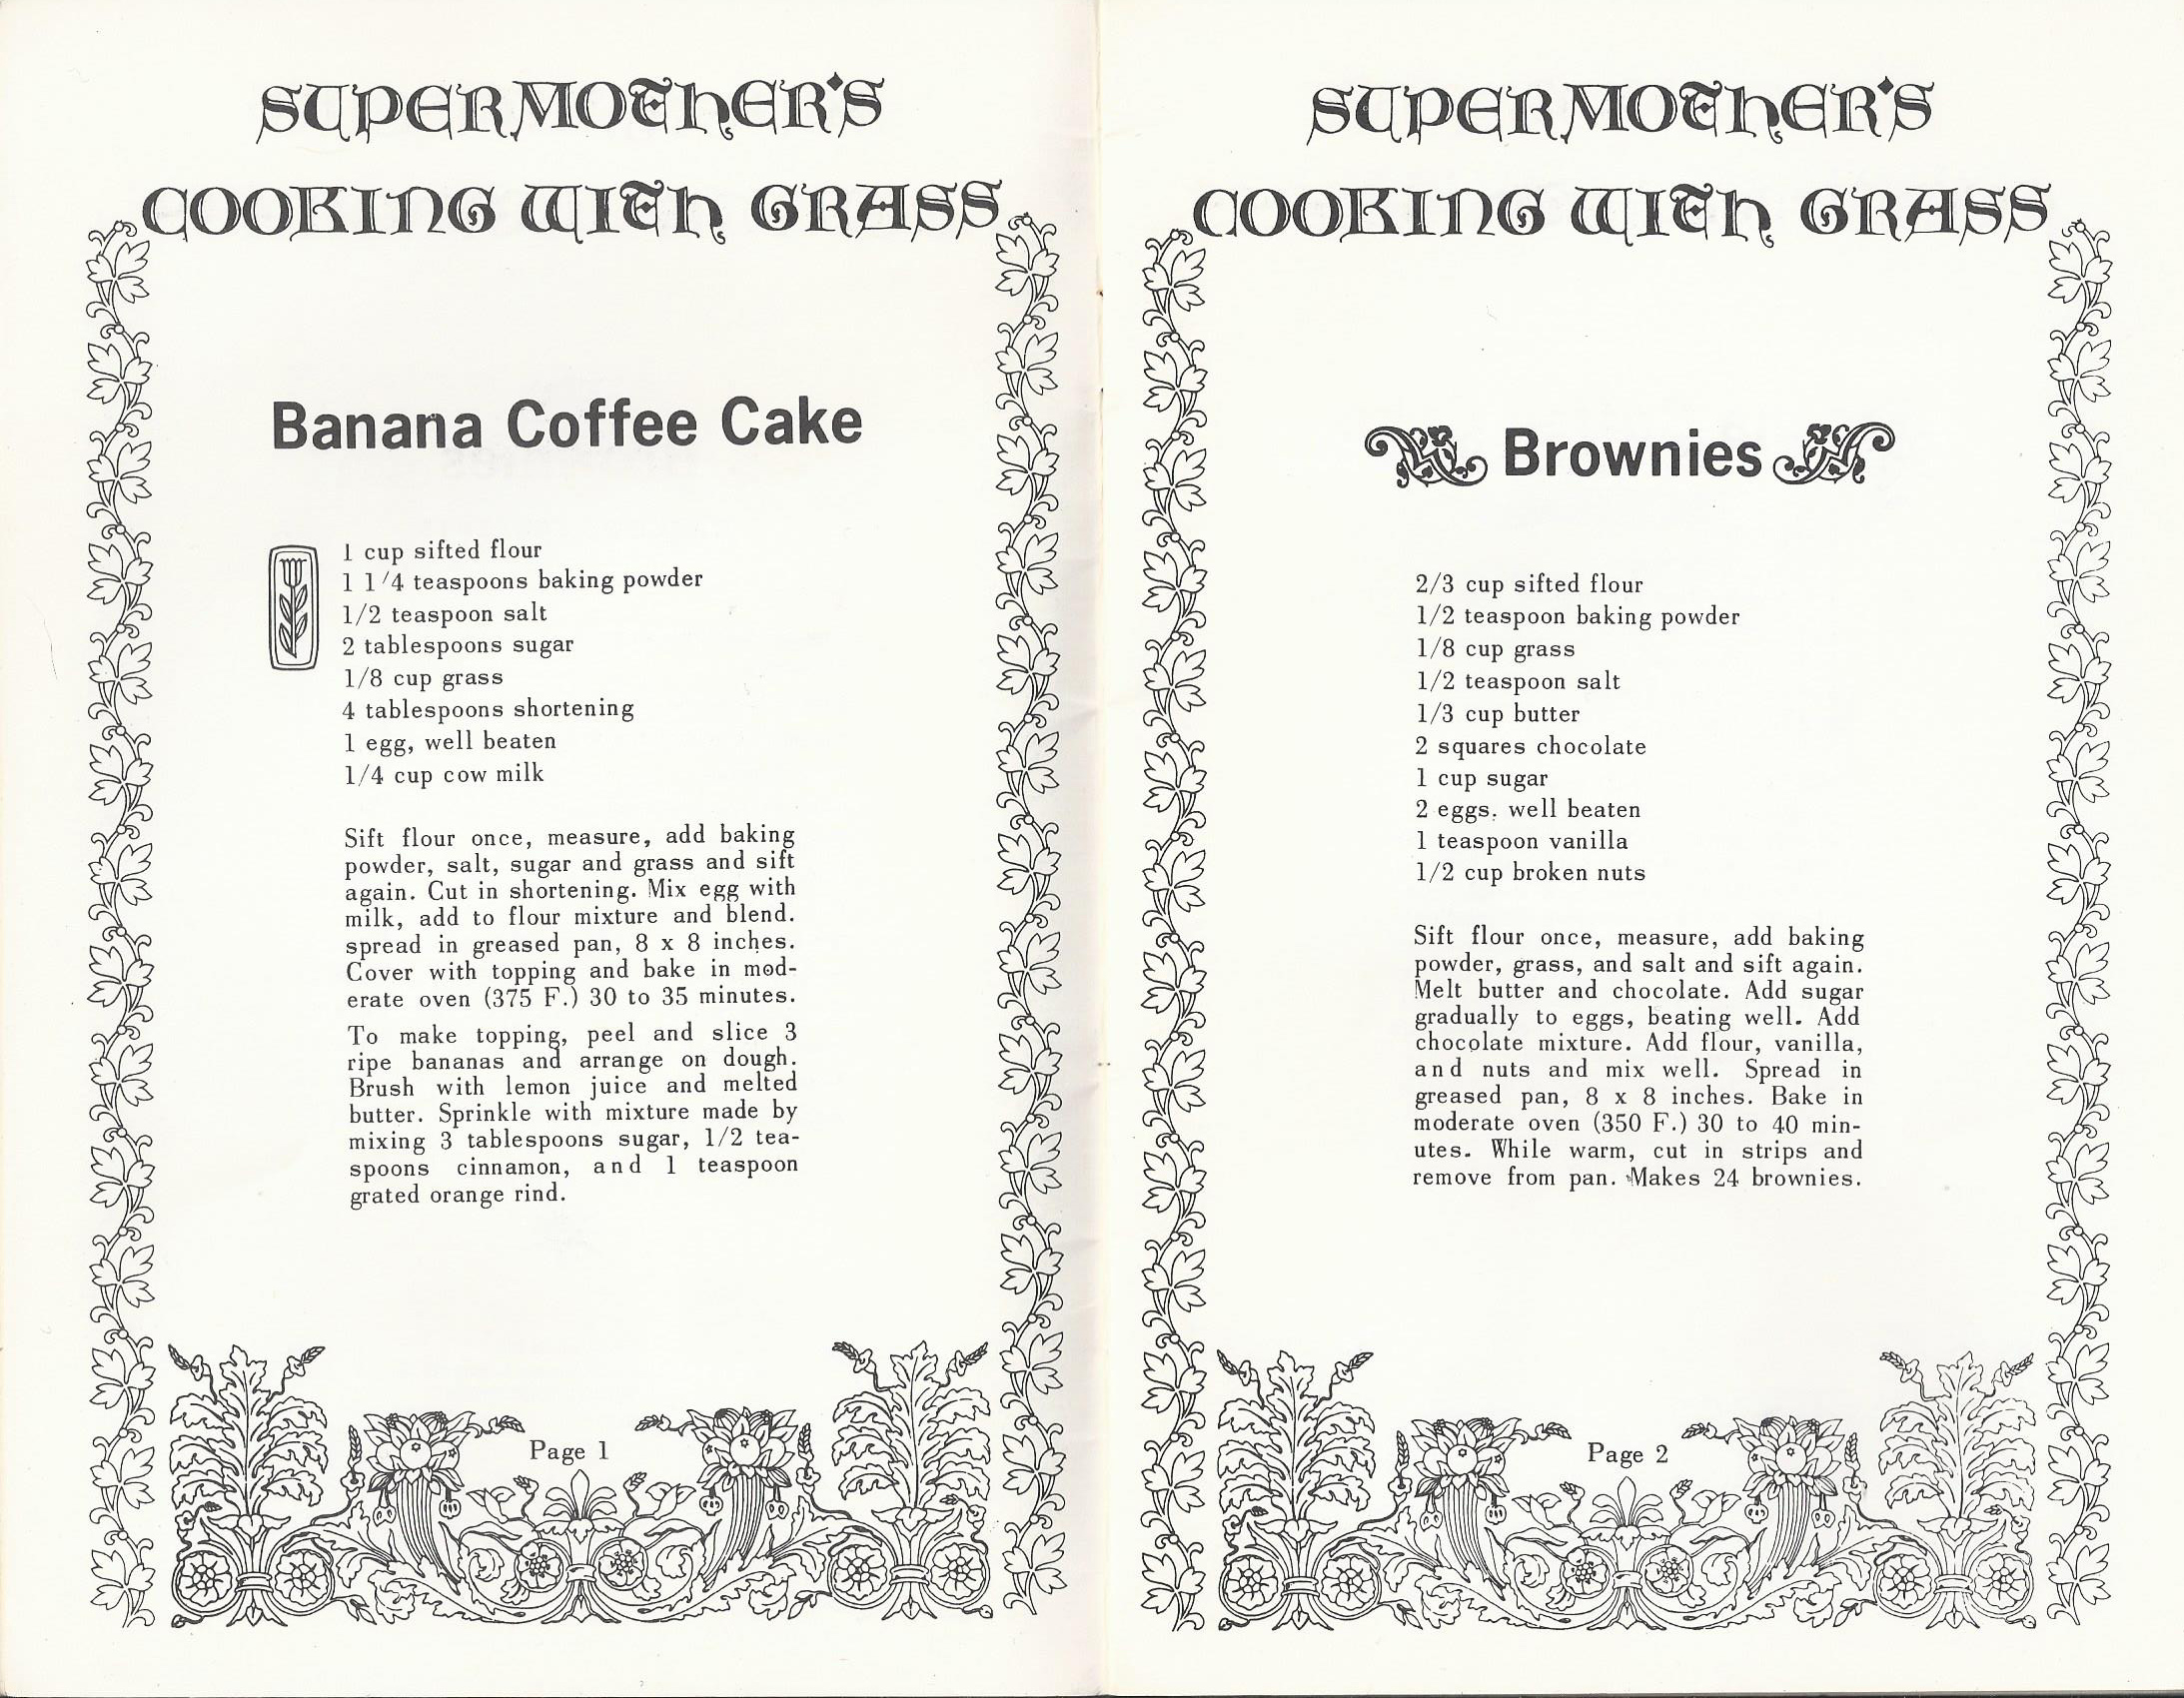 SUPERMOTHER'S
COOKING WITH GRASS
Banana Coffee Cake
1 cup sifted flour
1 1/4 teaspoons baking powder
1/2 teaspoon salt
2 tablespoons sugar
1/8 cup grass
4 tablespoons shortening
1 egg, well beaten
1/4 cup cow milk
Sift flour once, measure, add baking
powder, salt, sugar and grass and sift
again. Cut in shortening. Mix egg with
milk, add to flour mixture and blend.
spread in greased pan, 8 x 8 inches.
Cover with topping and bake in mod-
erate oven (375 F.) 30 to 35 minutes.
To make topping, peel and slice 3
ripe bananas and arrange on dough.
Brush with lemon juice and melted
butter. Sprinkle with mixture made by
mixing 3 tablespoons sugar, 1/2 tea-
spoons cinnamon, and 1 teaspoon
grated orange rind.
Page 1
SUPERMOTHER'S
COOKING WITH GRASS
Brownies
2/3 cup sifted flour
1/2 teaspoon baking powder
1/8 cup grass
1/2 teaspoon salt
1/3 cup butter
2 squares chocolate
1 cup sugar
2 eggs. well beaten
1 teaspoon vanilla
1/2 cup broken nuts
Sift flour once, measure, add baking
powder, grass, and salt and sift again.
Melt butter and chocolate. Add sugar
gradually to eggs, beating well. Add
chocolate mixture. Add flour, vanilla,
and nuts and mix well. Spread in
greased pan, 8 x 8 inches. Bake in
moderate oven (350 F.) 30 to 40 min-
utes. While warm, cut in strips and
remove from pan. Makes 24 brownies.
Page 2